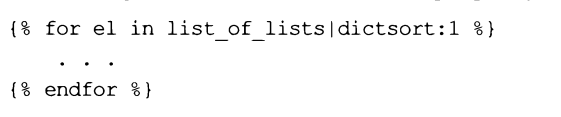 {% for el in list_of_lists|dictsort:1 %}
. . .
{% endfor %}